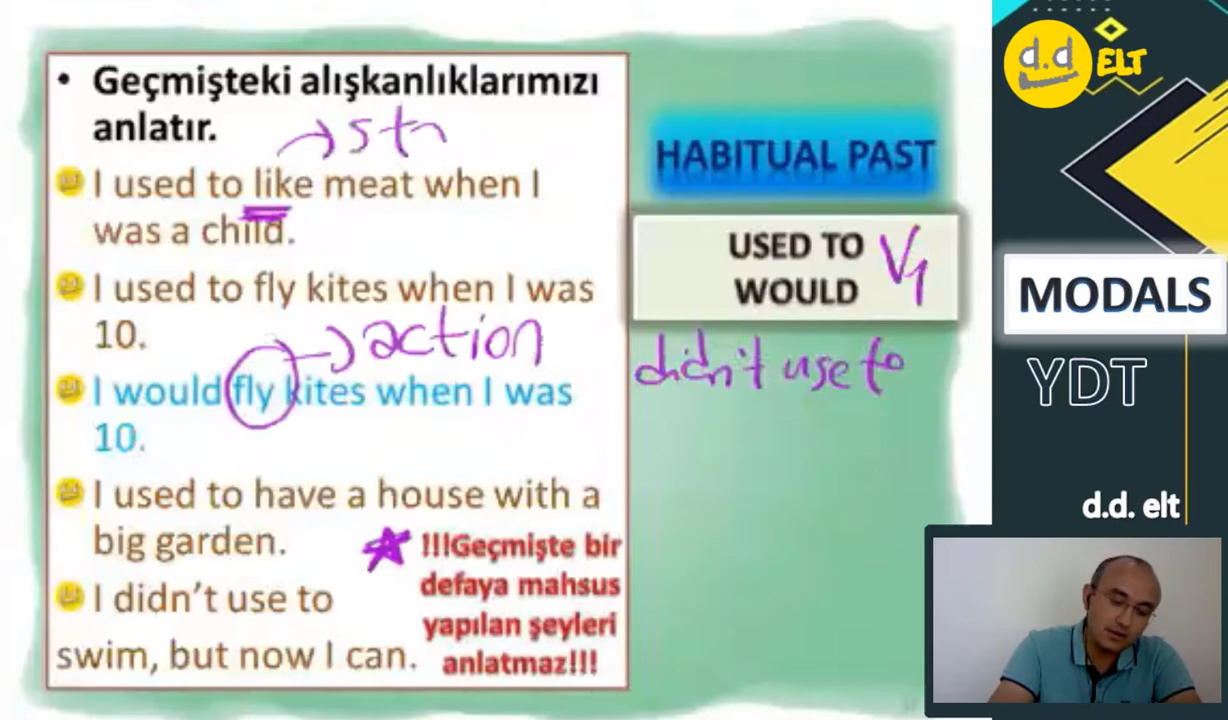 • Geçmişteki alışkanlıklarımızı
anlatır.
→ st
I used to like meat when I
was a child.
I used to fly kites when I was
10.
→ action
I would fly kites when I was
10.
I used to have a house with a
big garden.
I didn't use to
swim, but now I can.
!!!Geçmişte bir
defaya mahsus
yapılan şeyleri
anlatmaz!!!
HABITUAL PAST
USED TO
WOULD
V1
didn't use to
d.d ELT
MODALS
YDT
d.d. elt